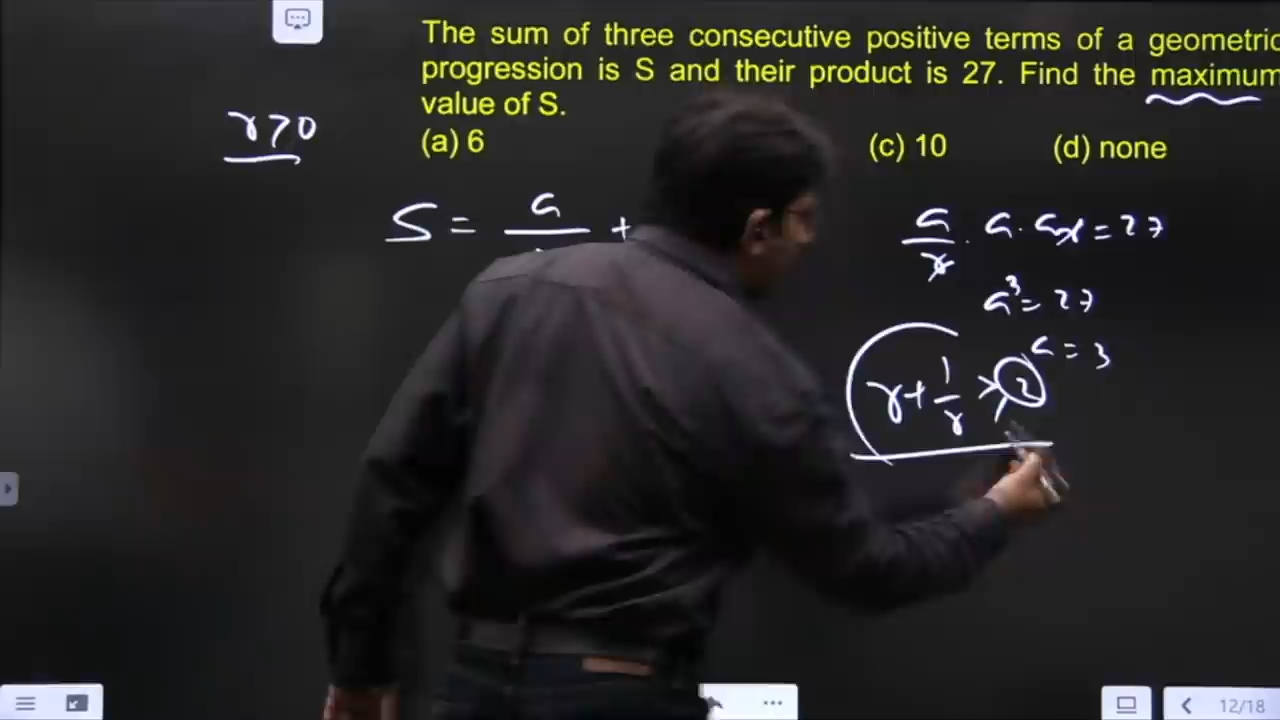 The sum of three consecutive positive terms of a geometric
progression is S and their product is 27. Find the maximum
value of S.
(a) 6 (c) 10 (d) none
r>0
S = a +
a/r . a . ar = 27
a³ = 27
a = 3
r + 1/r ≥ 2
12/18